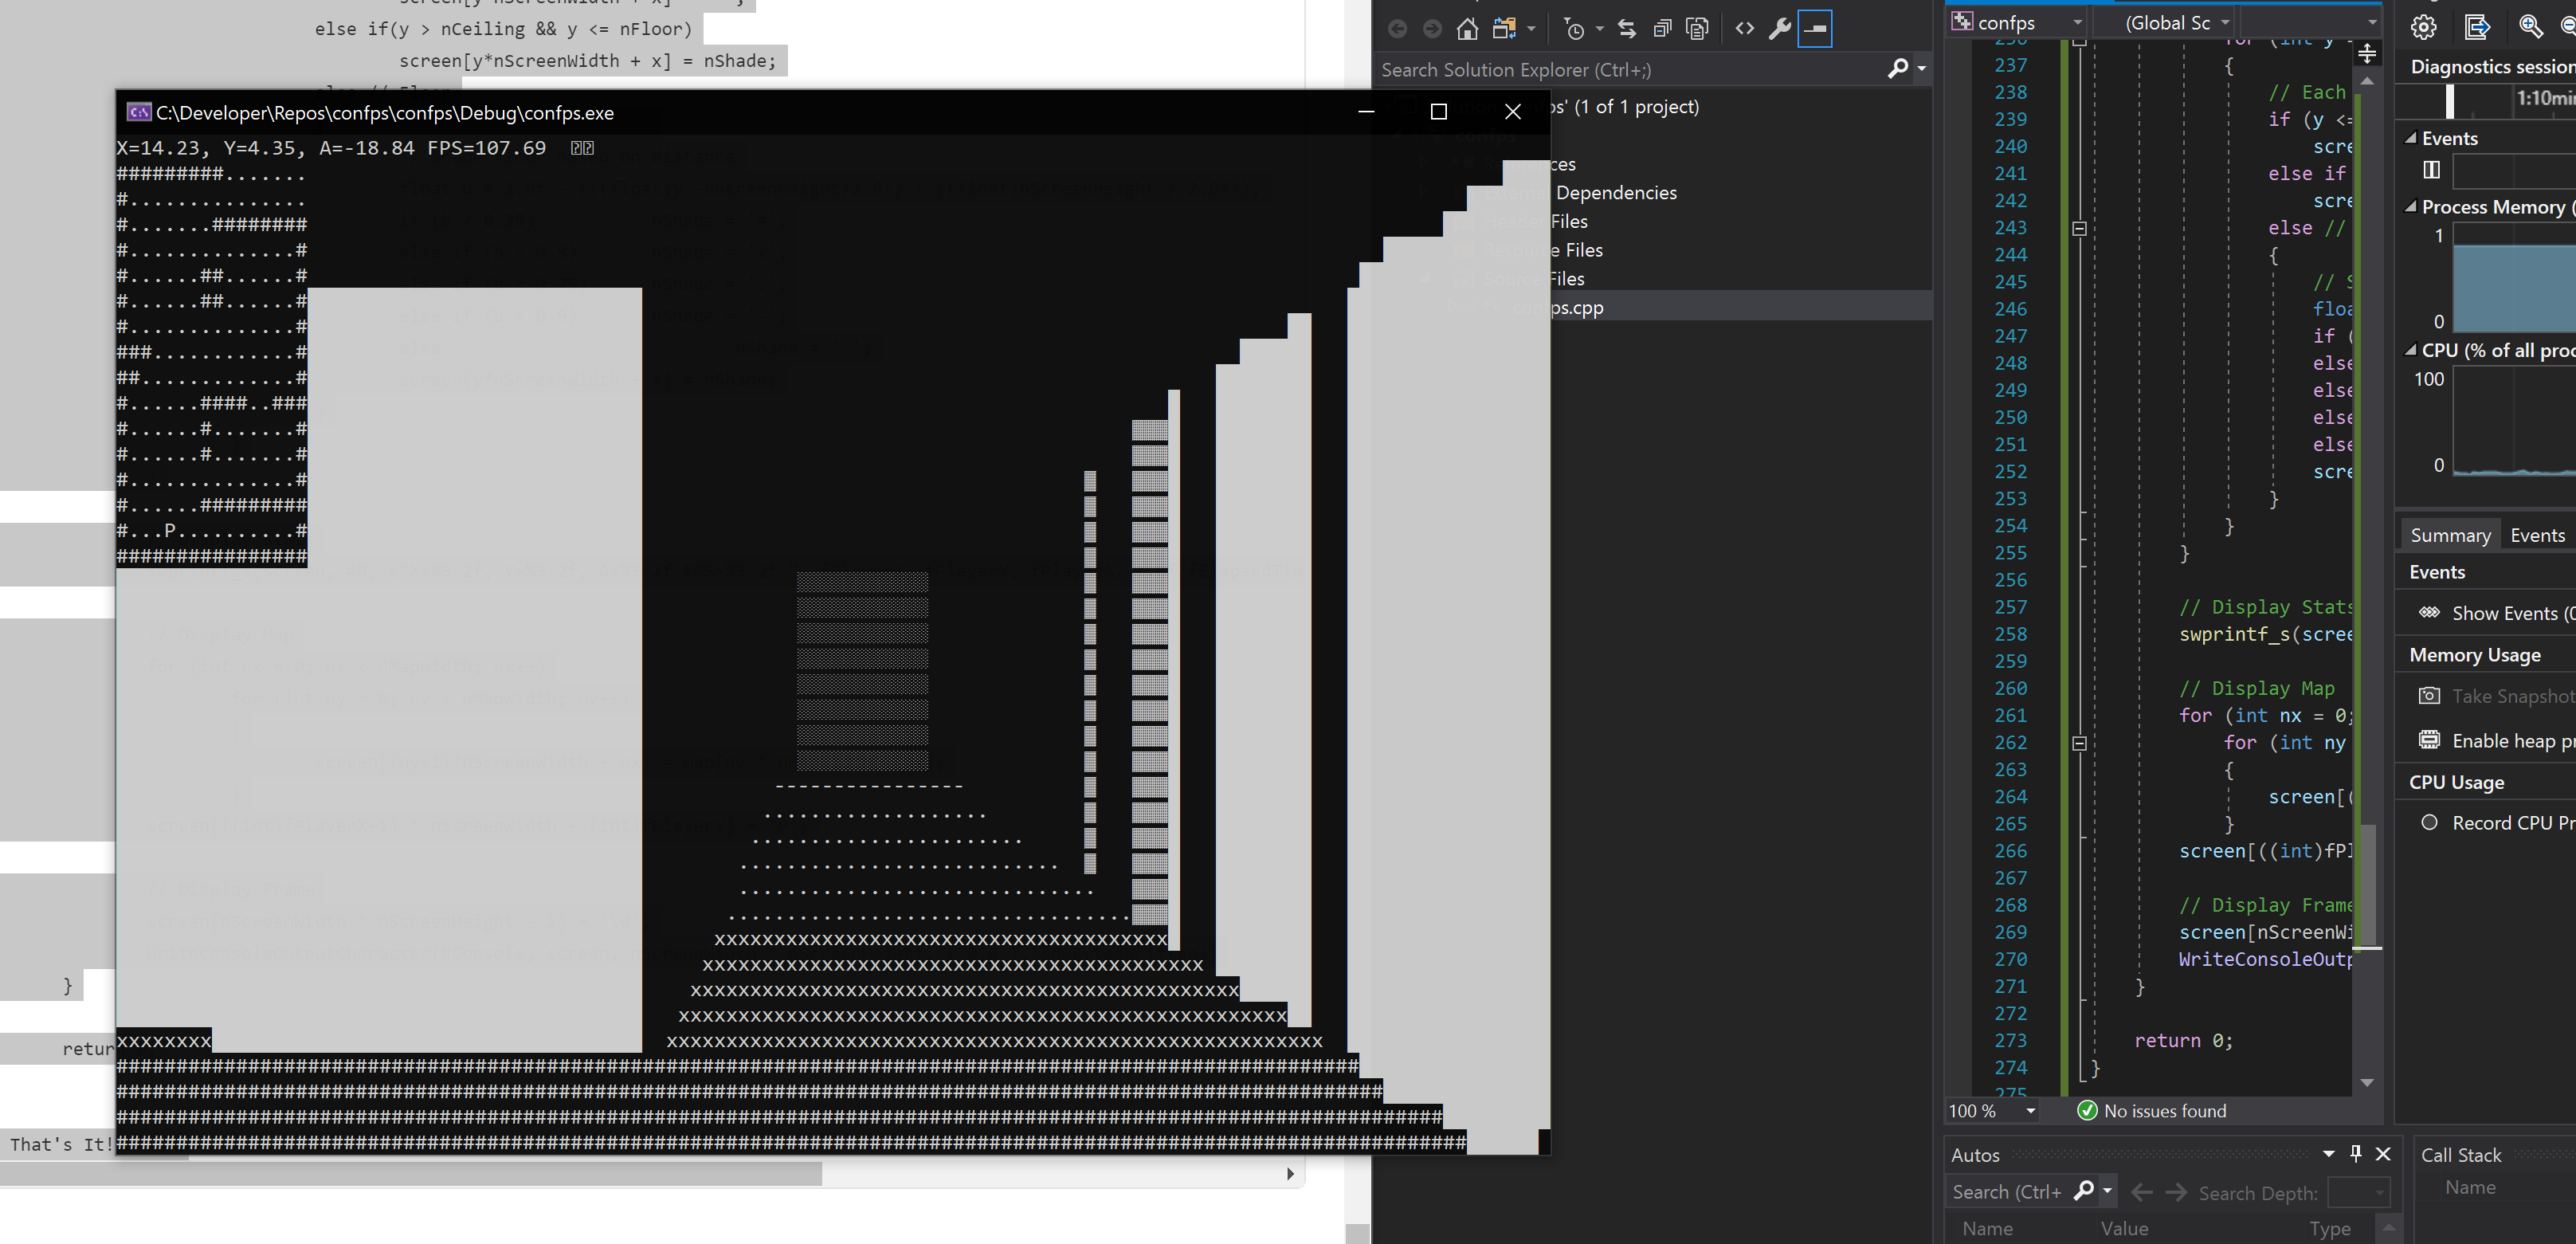 else if(y > nCeiling && y <= nFloor)
screen[y*nScreenWidth + x] = nShade;
}
That's It!
C:\Developer\Repos\confps\confps\Debug\confps.exe
X=14.23, Y=4.35, A=-18.84 FPS=107.69
#########.......
#...............
#.......########
#..............#
#......##......#
#......##......#
#..............#
###............#
##.............#
#......####..###
#......#.......#
#......#.......#
#..............#
#......#########
#...P..........#
################
Search Solution Explorer (Ctrl+;)
(1 of 1 project)
Dependencies
Files
Files
Files
confps
(Global Sc
237 {
238 // Each
239 if (y <=
240 scre
241 else if
242 scre
243 else //
244 {
245 //
246 floa
247 if (
248 else
249 else
250 else
251 else
252 scre
253 }
254 }
255 }
256
257 // Display Stats
258 swprintf_s(scree
259
260 // Display Map
261 for (int nx = 0;
262 for (int ny
263 {
264 screen[(
265 }
266 screen[((int)fPl
267
268 // Display Frame
269 screen[nScreenWi
270 WriteConsoleOutp
271 }
272
273 return 0;
274 }
275
100 %
No issues found
Autos
Search (Ctrl+
Search Depth:
Name Value Type
Diagnostics session
1:10min
Events
Process Memory (
1
0
CPU (% of all proc
100
0
Summary Events
Events
Show Events (0
Memory Usage
Take Snapshot
Enable heap pr
CPU Usage
Record CPU Pr
Call Stack
Name